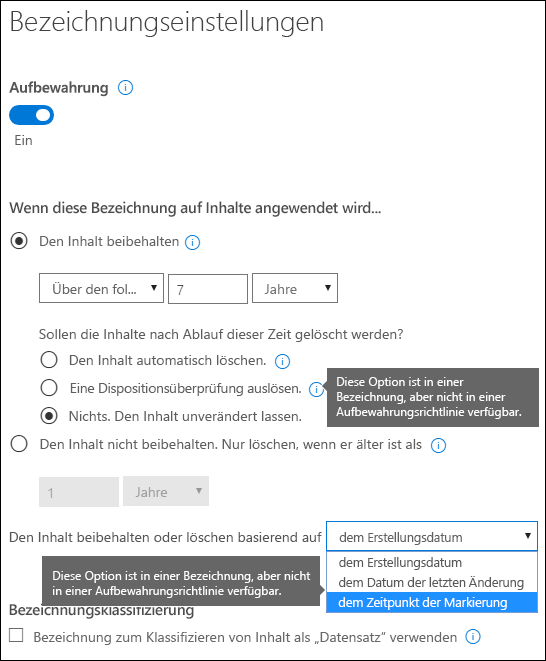 Bezeichnungseinstellungen
Aufbewahrung
Ein
Wenn diese Bezeichnung auf Inhalte angewendet wird...
Den Inhalt beibehalten
Über den fol... 7 Jahre
Sollen die Inhalte nach Ablauf dieser Zeit gelöscht werden?
Den Inhalt automatisch löschen.
Eine Dispositionsüberprüfung auslösen.
Diese Option ist in einer
Bezeichnung, aber nicht in einer
Aufbewahrungsrichtlinie verfügbar.
Nichts. Den Inhalt unverändert lassen.
Den Inhalt nicht beibehalten. Nur löschen, wenn er älter ist als
1 Jahre
Den Inhalt beibehalten oder löschen basierend auf dem Erstellungsdatum
dem Erstellungsdatum
dem Datum der letzten Änderung
dem Zeitpunkt der Markierung
Diese Option ist in einer Bezeichnung, aber nicht
in einer Aufbewahrungsrichtlinie verfügbar.
Bezeichnungsklassifizierung
Bezeichnung zum Klassifizieren von Inhalt als „Datensatz“ verwenden